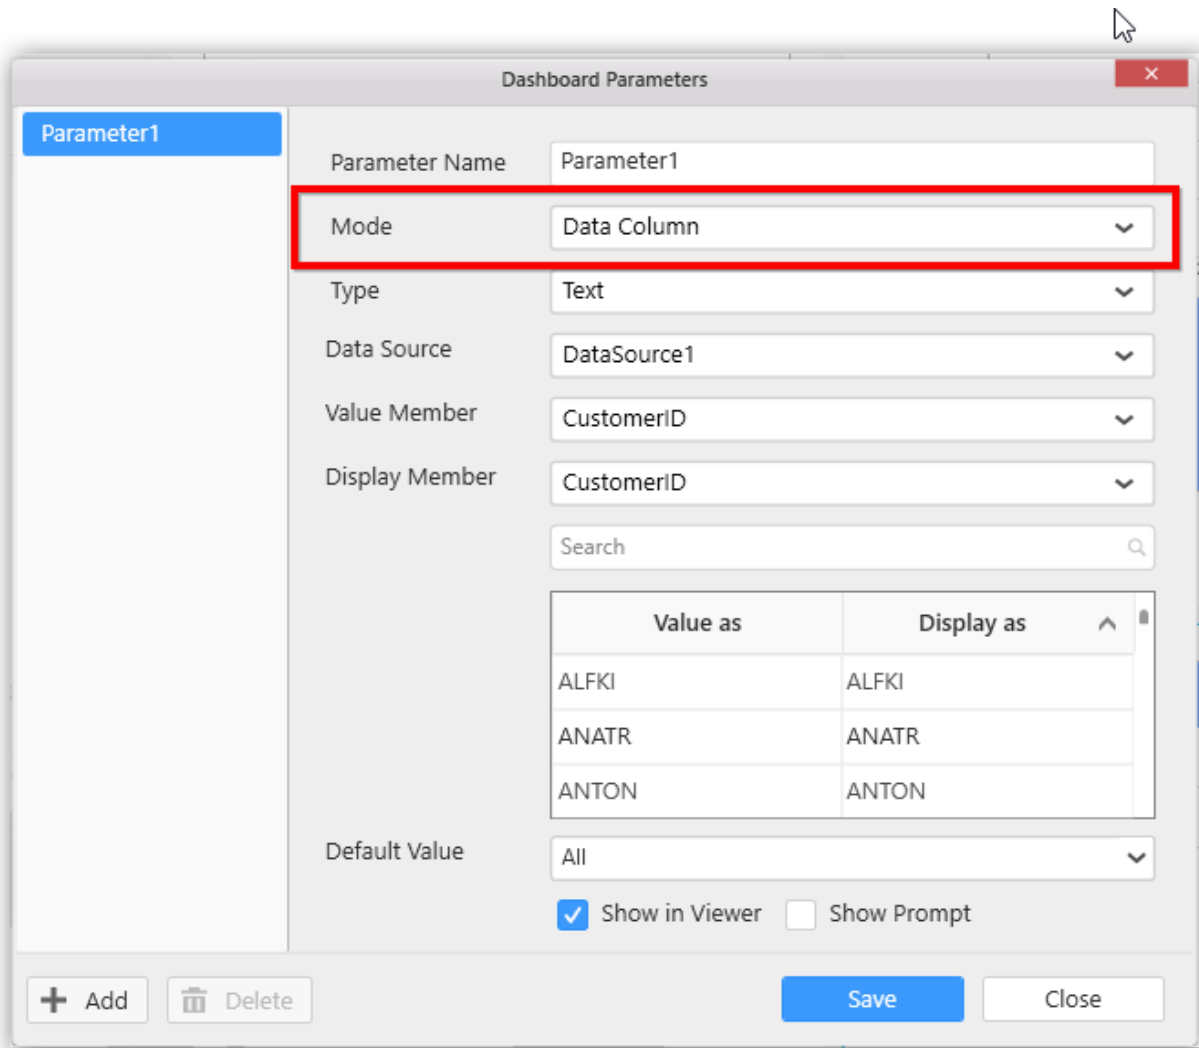 Dashboard Parameters
Parameter1
Parameter Name Parameter1
Mode Data Column
Type Text
Data Source DataSource1
Value Member CustomerID
Display Member CustomerID
Search
Value as Display as
ALFKI ALFKI
ANATR ANATR
ANTON ANTON
Default Value All
Show in Viewer Show Prompt
Add Delete Save Close